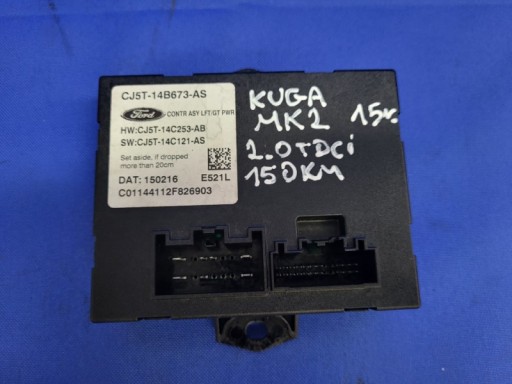 CJ5T-14B673-AS
Ford CONTR ASY LFT/GT PWR
HW:CJ5T-14C253-AB
SW:CJ5T-14C121-AS
Set aside, if dropped
more than 20cm
DAT: 150216 E521L
C01144112F826903
KUGA
MK2 15r.
2.0 TDCi
150KM